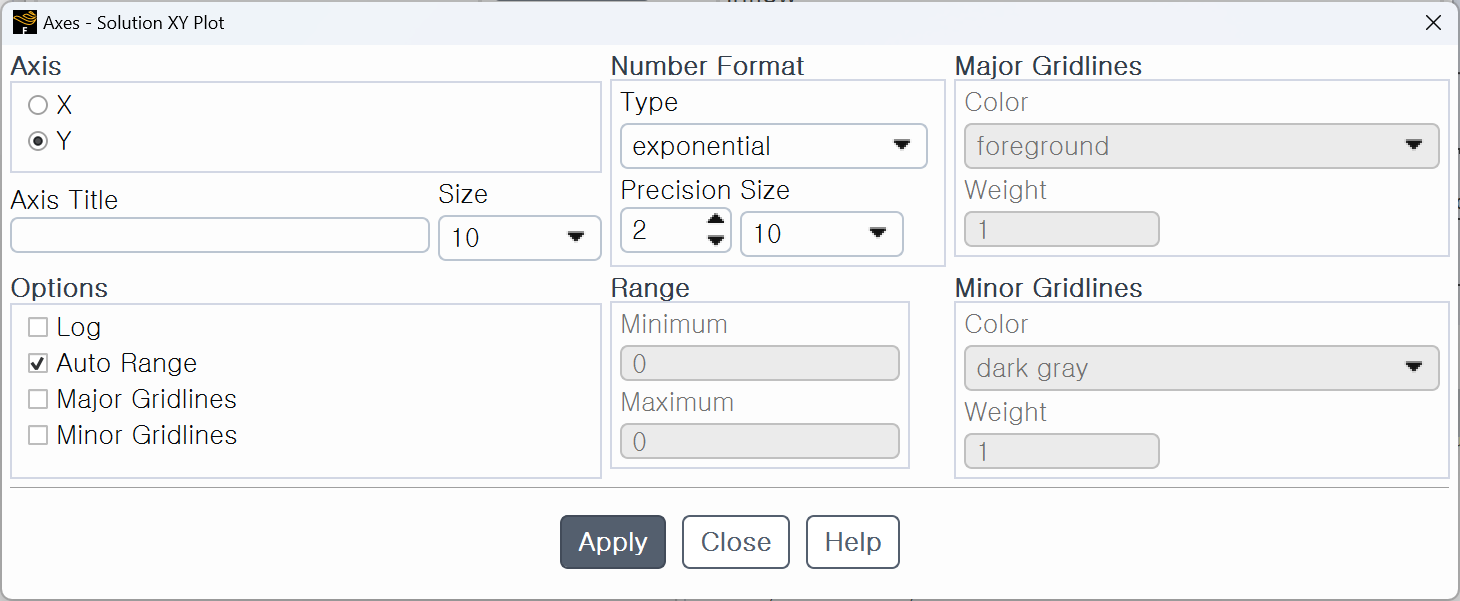 Axes - Solution XY Plot
Axis
X
Y
Axis Title
Size
10
Number Format
Type
exponential
Precision Size
2
10
Major Gridlines
Color
foreground
Weight
1
Options
Log
Auto Range
Major Gridlines
Minor Gridlines
Range
Minimum
0
Maximum
0
Minor Gridlines
Color
dark gray
Weight
1
Apply
Close
Help